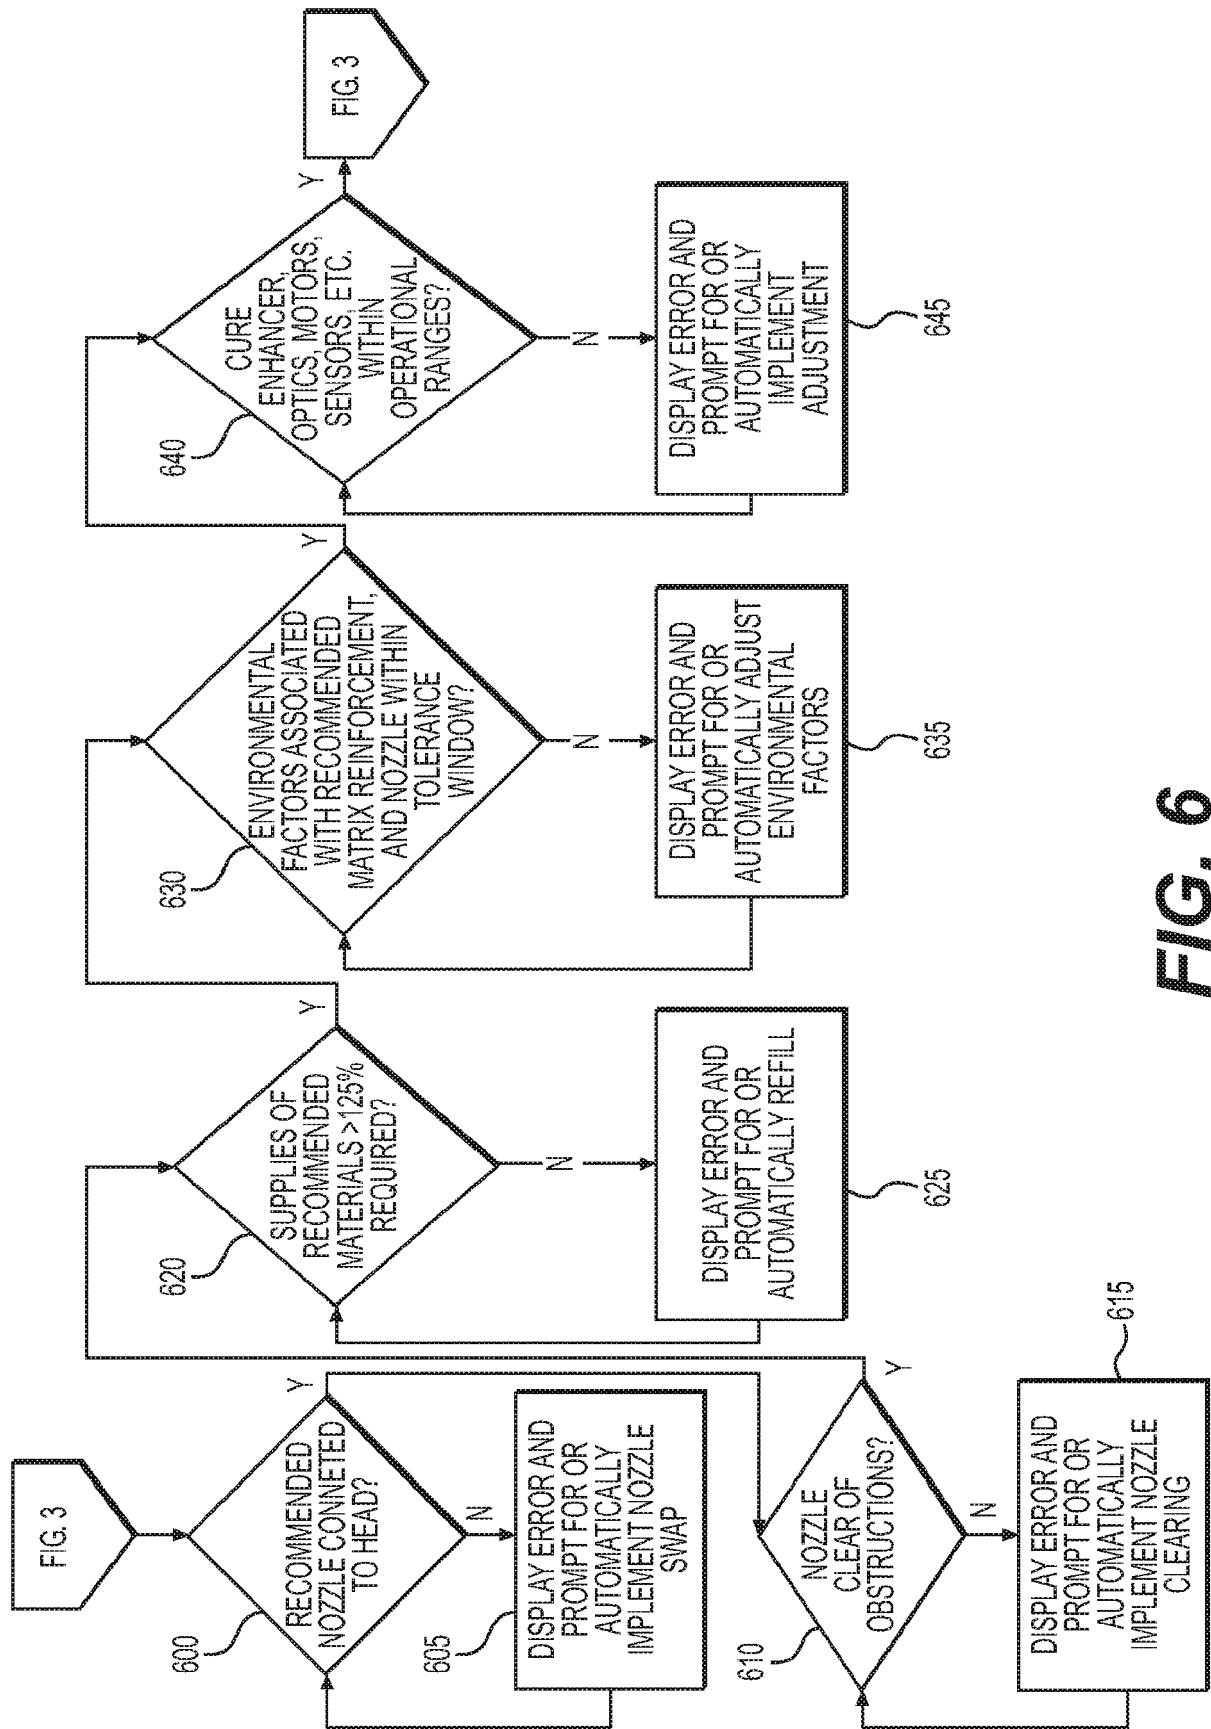 FIG. 3
600
RECOMMENDED
NOZZLE CONNETED
TO HEAD?
Y
N
605
DISPLAY ERROR AND
PROMPT FOR OR
AUTOMATICALLY
IMPLEMENT NOZZLE
SWAP
610
NOZZLE
CLEAR OF
OBSTRUCTIONS?
Y
N
615
DISPLAY ERROR AND
PROMPT FOR OR
AUTOMATICALLY
IMPLEMENT NOZZLE
CLEARING
620
SUPPLIES OF
RECOMMENDED
MATERIALS >125%
REQUIRED?
Y
N
DISPLAY ERROR AND
PROMPT FOR OR
AUTOMATICALLY REFILL
625
630
ENVIRONMENTAL
FACTORS ASSOCIATED
WITH RECOMMENDED
MATRIX REINFORCEMENT,
AND NOZZLE WITHIN
TOLERANCE
WINDOW?
Y
N
DISPLAY ERROR AND
PROMPT FOR OR
AUTOMATICALLY ADJUST
ENVIRONMENTAL
FACTORS
635
640
CURE
ENHANCER,
OPTICS, MOTORS,
SENSORS, ETC.
WITHIN
OPERATIONAL
RANGES?
Y
N
DISPLAY ERROR AND
PROMPT FOR OR
AUTOMATICALLY
IMPLEMENT
ADJUSTMENT
645
FIG. 3
FIG. 6